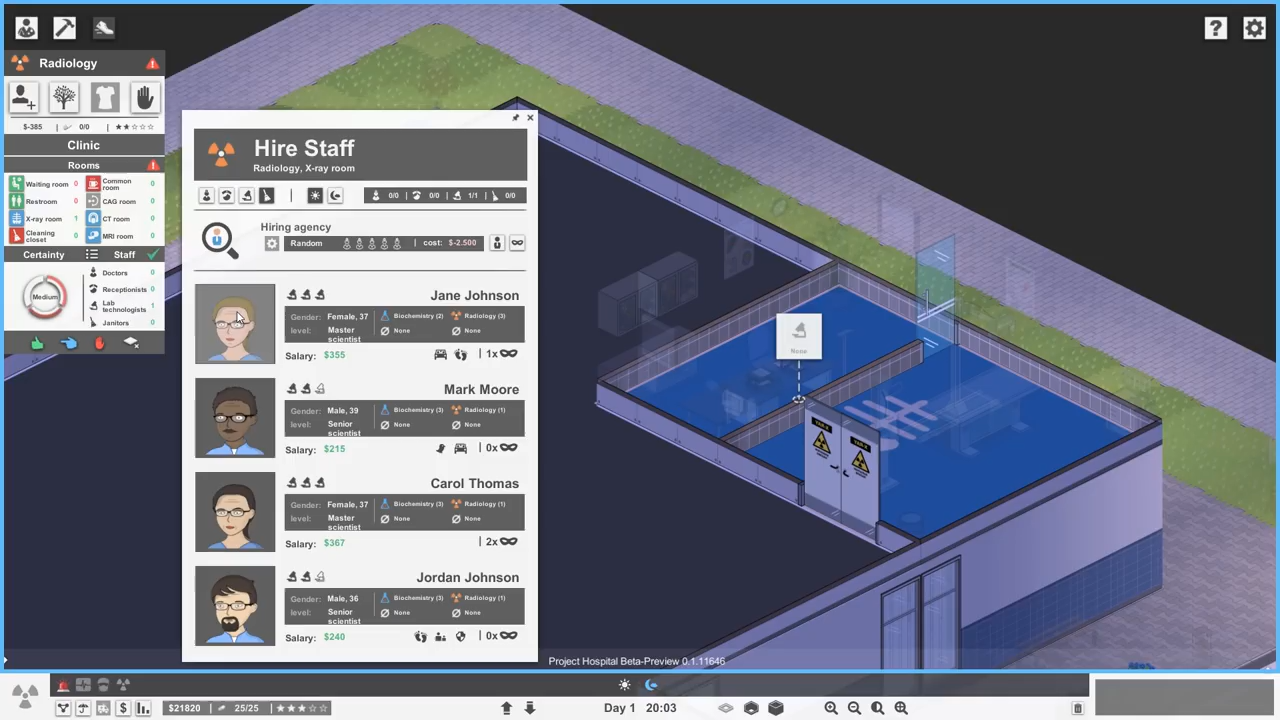 Radiology
$-385 | 0/0 |
Clinic
Rooms
Waiting room 0 Common room 0
Restroom 0 CAG room 0
X-ray room 1 CT room 0
Cleaning closet 0 MRI room 0
Certainty Staff
Medium
Doctors 0
Receptionists 0
Lab technologists 1
Janitors 0
Hire Staff
Radiology, X-ray room
0/0 0/0 1/1 0/0
Hiring agency
Random | cost: $-2.500
Jane Johnson
Gender: Female, 37 Biochemistry (2) Radiology (3)
level: Master scientist None None
Salary: $355 | 1x
Mark Moore
Gender: Male, 39 Biochemistry (3) Radiology (1)
level: Senior scientist None None
Salary: $215 | 0x
Carol Thomas
Gender: Female, 37 Biochemistry (3) Radiology (3)
level: Master scientist None None
Salary: $367 | 2x
Jordan Johnson
Gender: Male, 36 Biochemistry (3) Radiology (1)
level: Senior scientist None None
Salary: $240 | 0x
None
Project Hospital Beta-Preview 0.1.11646
$21820 | 25/25 |
Day 1 20:03
?